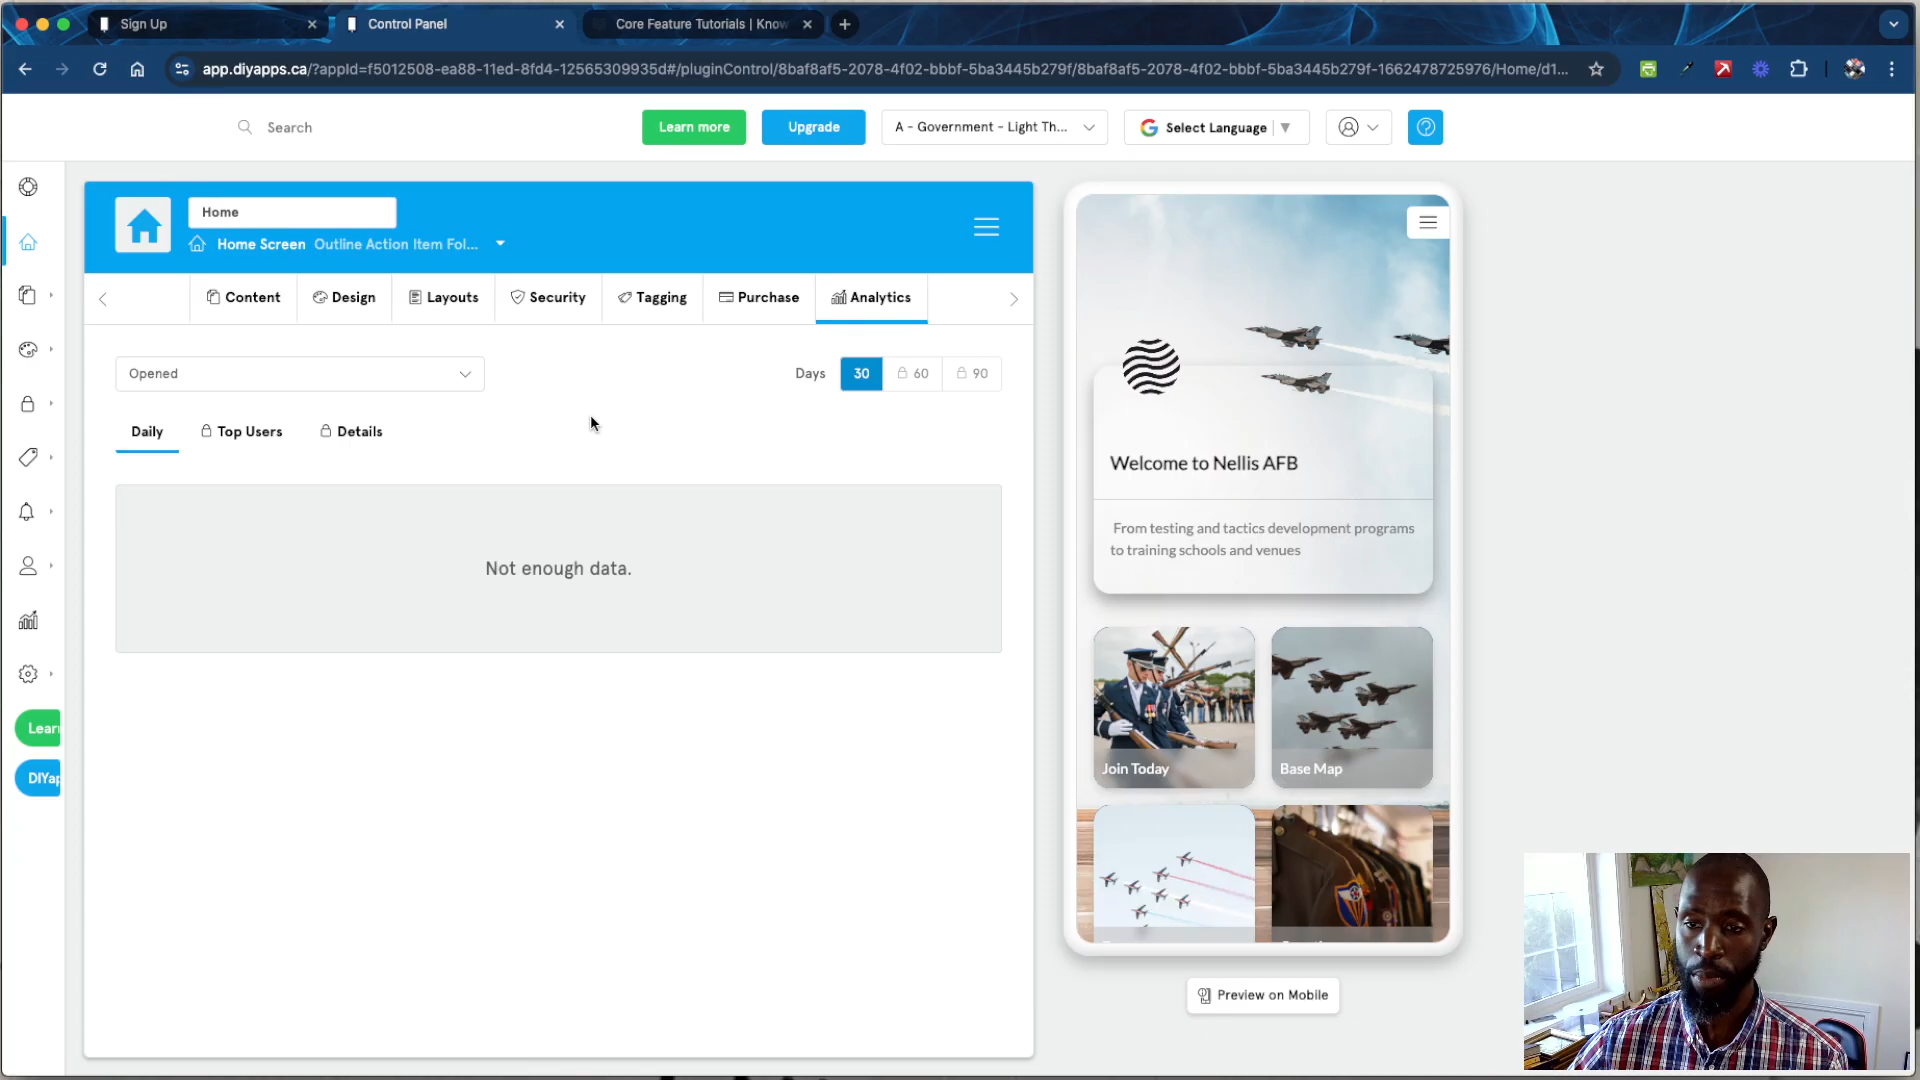 Sign Up
Control Panel
Core Feature Tutorials | Know
app.diyapps.ca/?appId=f5012508-ea88-11ed-8fd4-12565309935d#/pluginControl/8baf8af5-2078-4f02-bbbf-5ba3445b279f/8baf8af5-2078-4f02-bbbf-5ba3445b279f-1662478725976/Home/d1...
Search
Learn more
Upgrade
A - Government - Light Th...
Select Language
Home
Home Screen Outline Action Item Fol...
Content
Design
Layouts
Security
Tagging
Purchase
Analytics
Opened
Days 30 60 90
Daily
Top Users
Details
Not enough data.
Lear
DIYap
Welcome to Nellis AFB
From testing and tactics development programs
to training schools and venues
Join Today
Base Map
Preview on Mobile